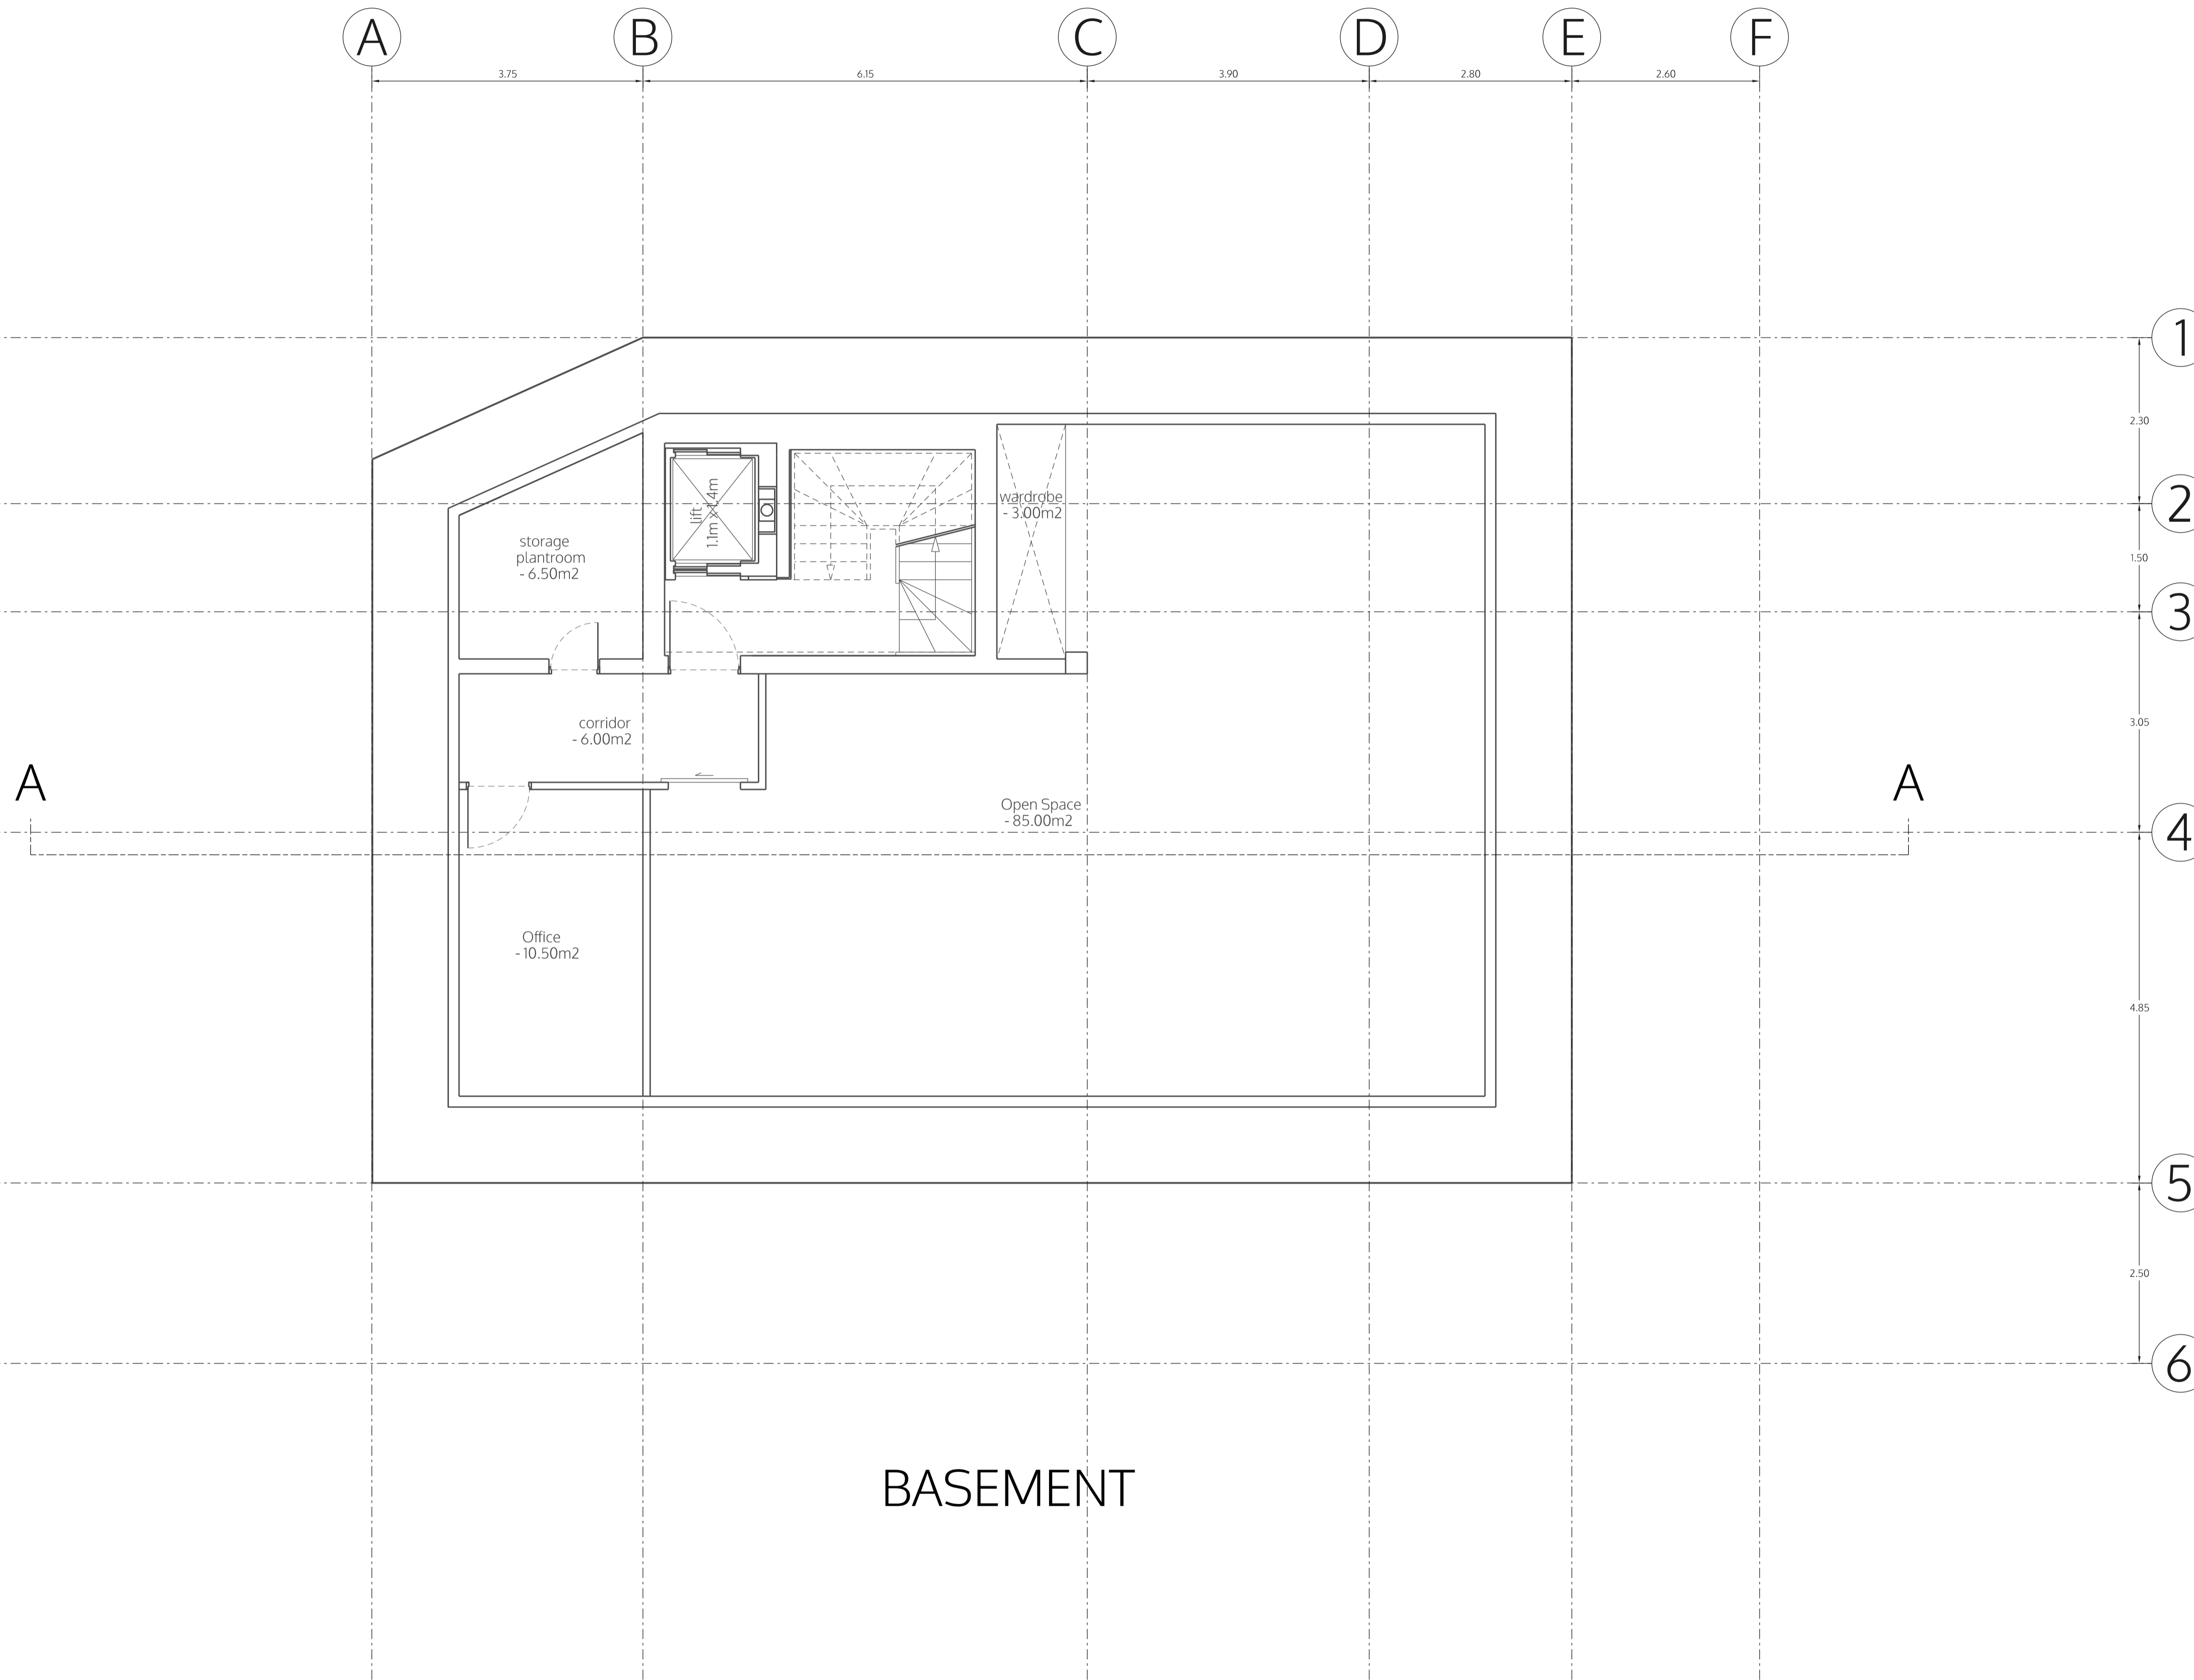 A B C D E F
3.75 6.15 3.90 2.80 2.60
1
2.30
2
1.50
3
3.05
4
4.85
5
2.50
6
wardrobe
- 3.00m2
lift
1.1m x1.4m
storage
plantroom
- 6.50m2
corridor
- 6.00m2
A A
Open Space
- 85.00m2
Office
- 10.50m2
BASEMENT